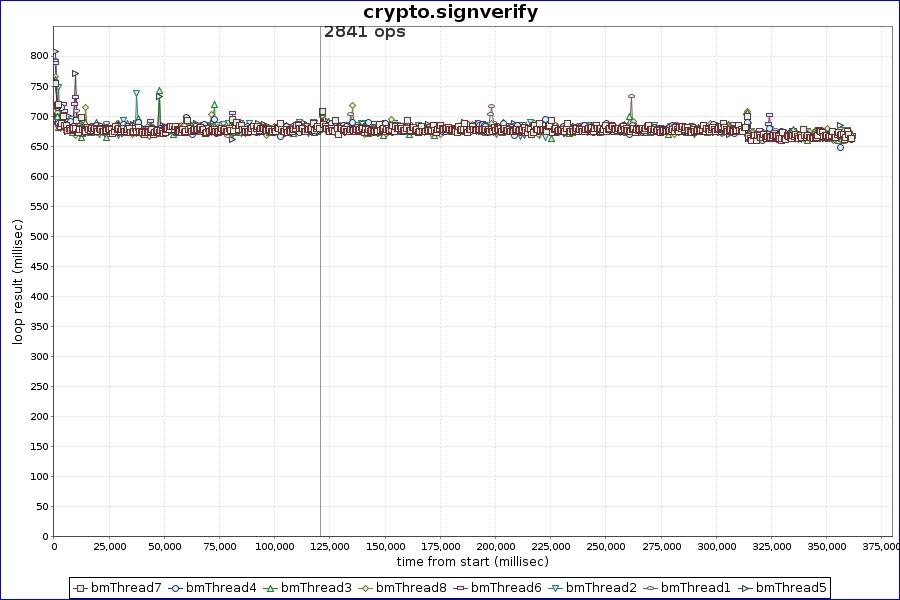 crypto.signverify
2841 ops
800
750
700
650
600
550
500
450
400
350
300
250
200
150
100
50
0
loop result (millisec)
0 25,000 50,000 75,000 100,000 125,000 150,000 175,000 200,000 225,000 250,000 275,000 300,000 325,000 350,000 375,000
time from start (millisec)
bmThread7 bmThread4 bmThread3 bmThread8 bmThread6 bmThread2 bmThread1 bmThread5